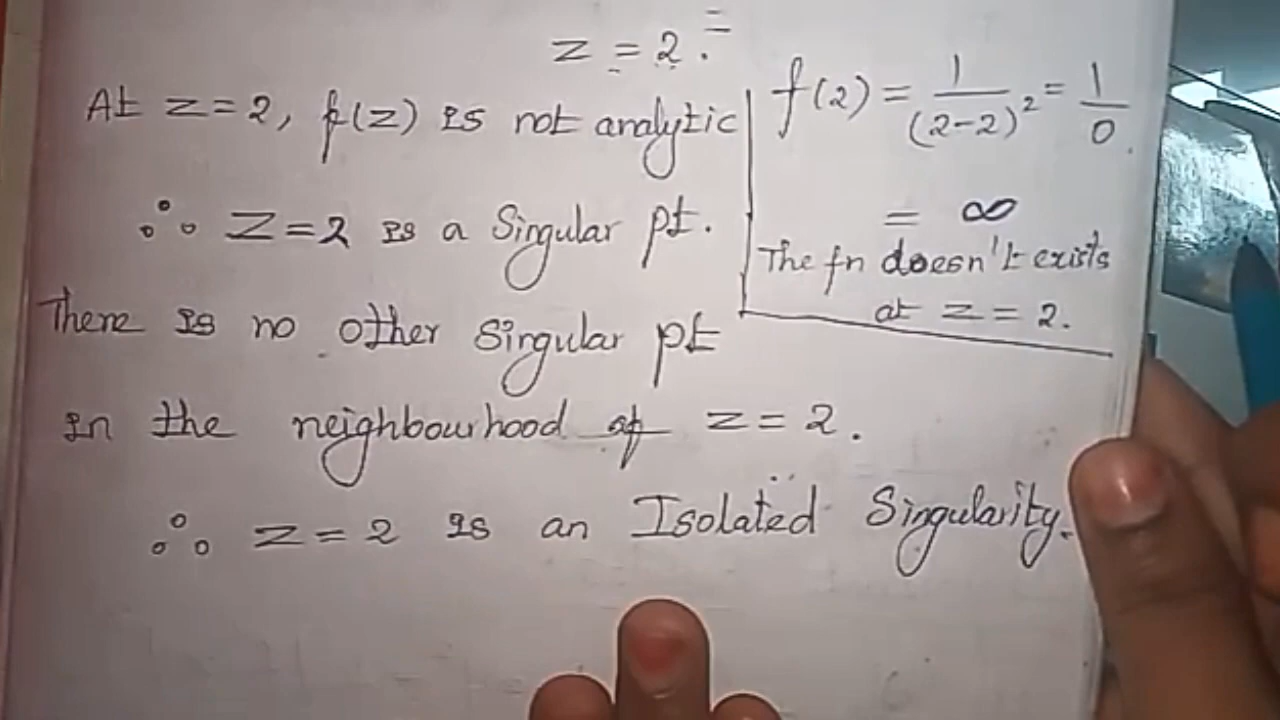 z = 2.
At z = 2, f(z) is not analytic
∴ z = 2 is a Singular pt.
There is no other singular pt
in the neighbourhood of z = 2.
∴ z = 2 is an Isolated Singularity.
f(2) = 1/(2-2)² = 1/0.
= ∞
The fn doesn't exists
at z = 2.